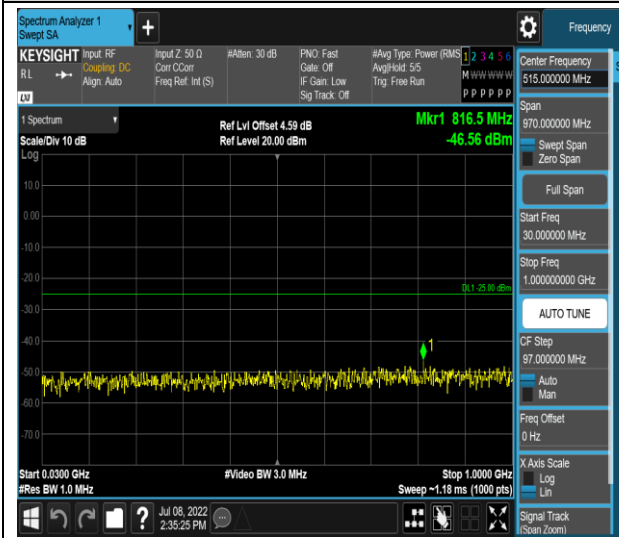 Spectrum Analyzer 1
Swept SA
+
Frequency
KEYSIGHT
RL
LXI
Input: RF
Coupling: DC
Align: Auto
Input Z: 50 Ω
Corr CCorr
Freq Ref: Int (S)
#Atten: 30 dB
PNO: Fast
Gate: Off
IF Gain: Low
Sig Track: Off
#Avg Type: Power (RMS
Avg|Hold: 5/5
Trig: Free Run
1 2 3 4 5 6
M W W W W W
P P P P P P
1 Spectrum
Scale/Div 10 dB
Log
Ref Lvl Offset 4.59 dB
Ref Level 20.00 dBm
Mkr1 816.5 MHz
-46.56 dBm
10.0
0.00
-10.0
-20.0
DL1 -25.00 dBm
-30.0
-40.0
1
-50.0
-60.0
-70.0
Start 0.0300 GHz
#Res BW 1.0 MHz
#Video BW 3.0 MHz
Stop 1.0000 GHz
Sweep ~1.18 ms (1000 pts)
Center Frequency
515.000000 MHz
Span
970.000000 MHz
Swept Span
Zero Span
Full Span
Start Freq
30.000000 MHz
Stop Freq
1.000000000 GHz
AUTO TUNE
CF Step
97.000000 MHz
Auto
Man
Freq Offset
0 Hz
X Axis Scale
Log
Lin
Signal Track
(Span Zoom)
?
Jul 08, 2022
2:35:25 PM